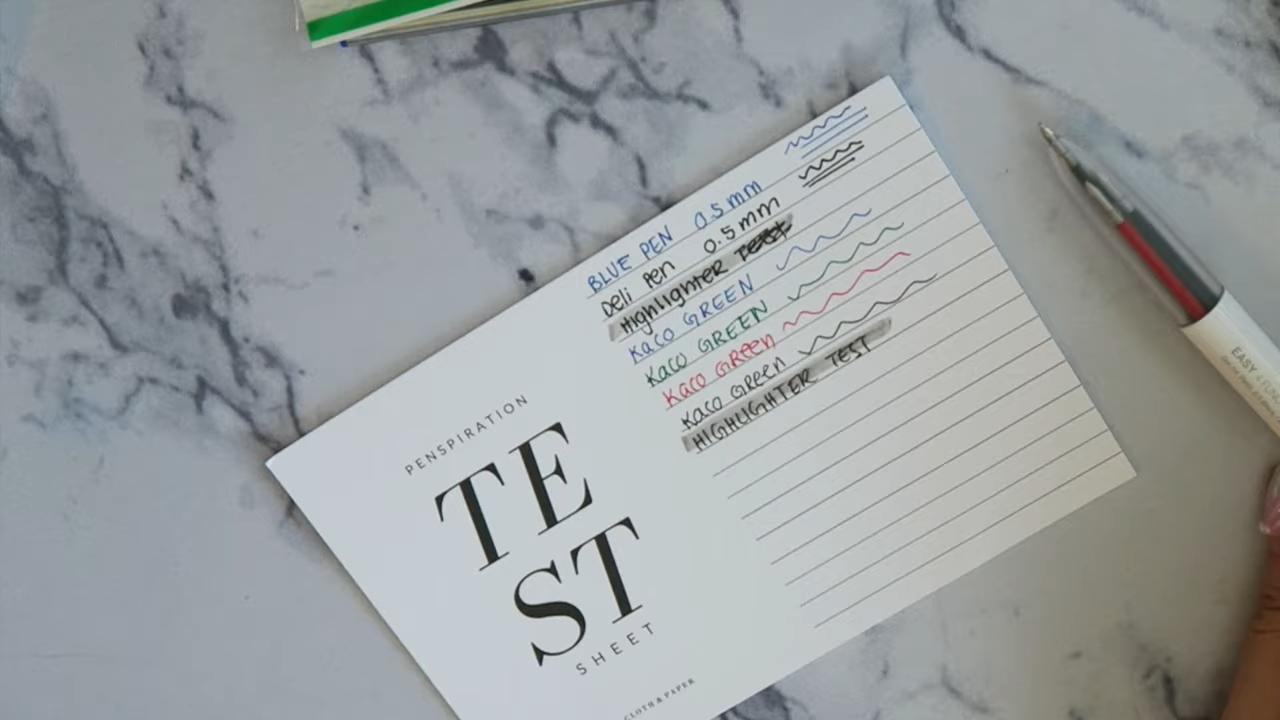 BLUE PEN 0.5mm
Deli Pen 0.5mm
Highlighter TEST
Kaco GREEN
Kaco GREEN
Kaco GReen
Kaco Green
HIGHLIGHTER TEST
PENSPIRATION
TE
ST
SHEET
CLOTH & PAPER
EASY